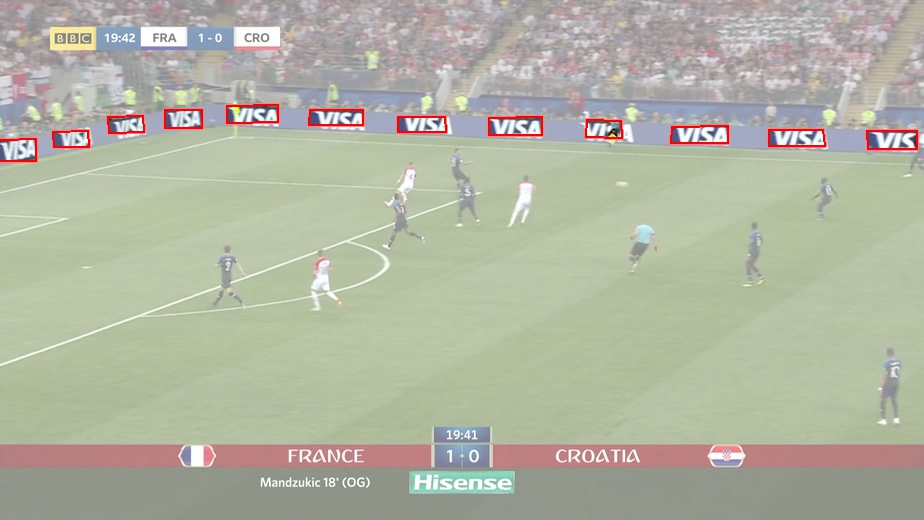 BBC 19:42 FRA 1-0 CRO
VISA VISA VISA VISA VISA VISA VISA VISA VISA VISA VISA VIS
19:41
FRANCE 1-0 CROATIA
Mandzukic 18' (OG) Hisense